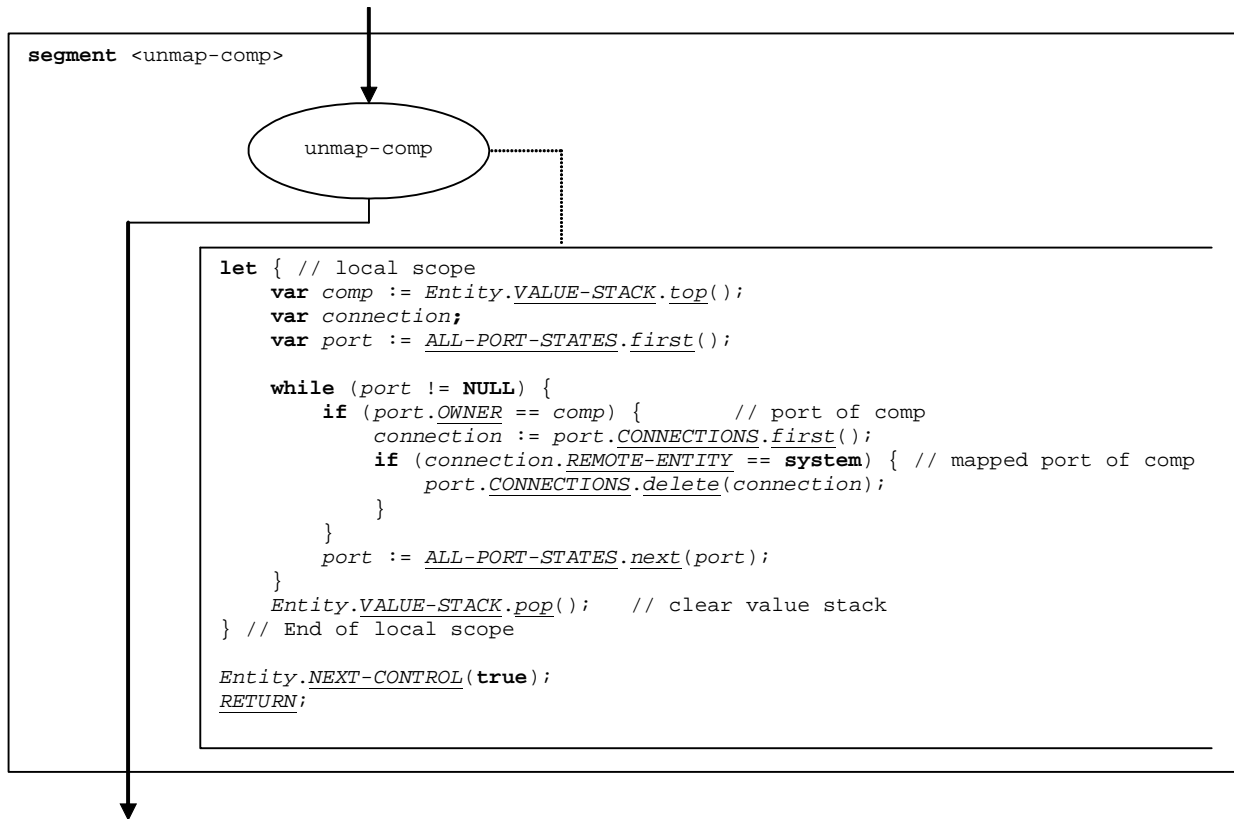 segment <unmap-comp>
unmap-comp
let { // local scope
var comp := Entity.VALUE-STACK.top();
var connection;
var port := ALL-PORT-STATES.first();
while (port != NULL) {
if (port.OWNER == comp) { // port of comp
connection := port.CONNECTIONS.first();
if (connection.REMOTE-ENTITY == system) { // mapped port of comp
port.CONNECTIONS.delete(connection);
}
}
port := ALL-PORT-STATES.next(port);
}
Entity.VALUE-STACK.pop(); // clear value stack
} // End of local scope
Entity.NEXT-CONTROL(true);
RETURN;